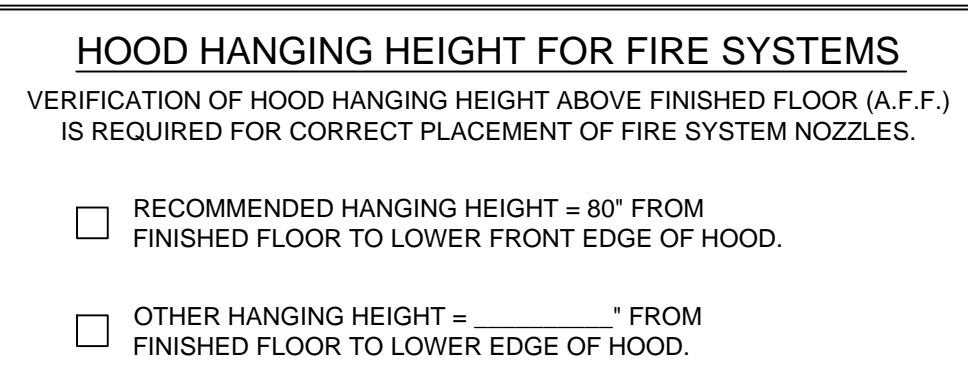 HOOD HANGING HEIGHT FOR FIRE SYSTEMS
VERIFICATION OF HOOD HANGING HEIGHT ABOVE FINISHED FLOOR (A.F.F.)
IS REQUIRED FOR CORRECT PLACEMENT OF FIRE SYSTEM NOZZLES.
RECOMMENDED HANGING HEIGHT = 80" FROM
FINISHED FLOOR TO LOWER FRONT EDGE OF HOOD.
OTHER HANGING HEIGHT = __________" FROM
FINISHED FLOOR TO LOWER EDGE OF HOOD.